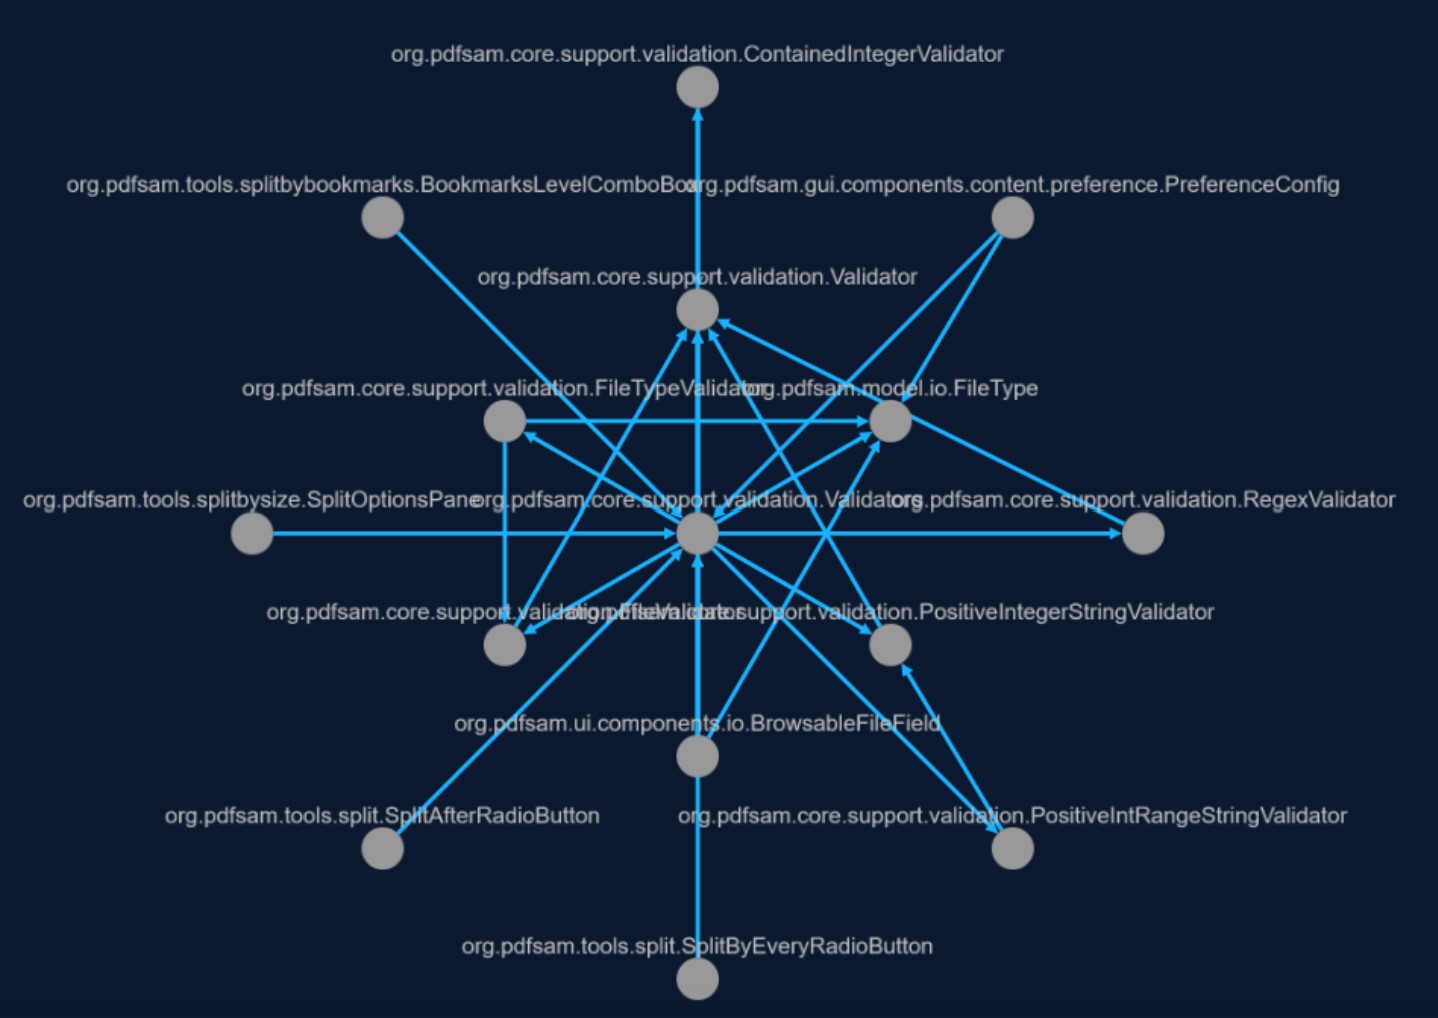 org.pdfsam.core.support.validation.ContainedIntegerValidator
org.pdfsam.tools.splitbybookmarks.BookmarksLevelComboBox
org.pdfsam.gui.components.content.preference.PreferenceConfig
org.pdfsam.core.support.validation.Validator
org.pdfsam.core.support.validation.FileTypeValidator
org.pdfsam.model.io.FileType
org.pdfsam.tools.splitbysize.SplitOptionsPane
org.pdfsam.core.support.validation.Validators
org.pdfsam.core.support.validation.RegexValidator
org.pdfsam.core.support.validation.FileValidator
org.pdfsam.core.support.validation.PositiveIntegerStringValidator
org.pdfsam.ui.components.io.BrowsableFileField
org.pdfsam.tools.split.SplitAfterRadioButton
org.pdfsam.core.support.validation.PositiveIntRangeStringValidator
org.pdfsam.tools.split.SplitByEveryRadioButton